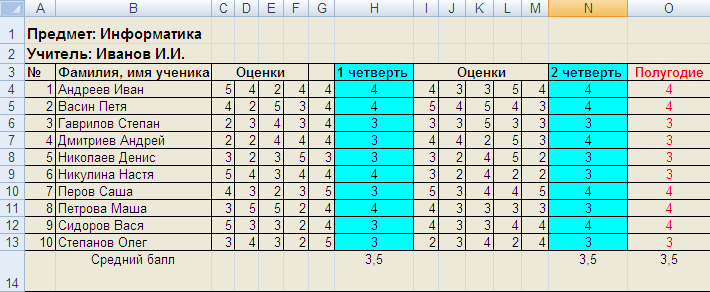 A B C D E F G H I J K L M N O
1 Предмет: Информатика
2 Учитель: Иванов И.И.
3 № Фамилия, имя ученика Оценки 1 четверть Оценки 2 четверть Полугодие
4 1 Андреев Иван 5 4 2 4 4 4 4 3 3 5 4 4 4
5 2 Васин Петя 4 2 5 3 4 4 5 4 5 4 3 4 4
6 3 Гаврилов Степан 2 3 4 3 4 3 3 3 5 3 3 3 3
7 4 Дмитриев Андрей 2 2 4 4 4 3 4 4 2 5 3 4 3
8 5 Николаев Денис 3 2 3 5 3 3 3 2 4 5 2 3 3
9 6 Никулина Настя 5 4 3 4 4 4 3 2 4 2 2 3 3
10 7 Перов Саша 4 3 2 3 5 3 5 3 4 4 5 4 4
11 8 Петрова Маша 3 5 5 2 4 4 4 3 3 3 3 3 4
12 9 Сидоров Вася 5 3 3 2 4 3 4 3 3 4 4 4 3
13 10 Степанов Олег 3 4 3 2 5 3 2 3 4 2 4 3 3
14 Средний балл 3,5 3,5 3,5